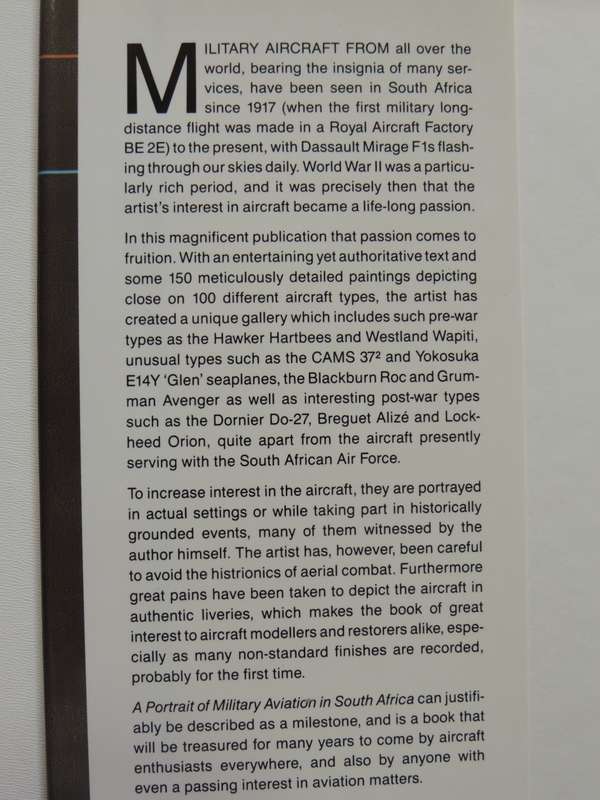 MILITARY AIRCRAFT FROM all over the
world, bearing the insignia of many ser-
vices, have been seen in South Africa
since 1917 (when the first military long-
distance flight was made in a Royal Aircraft Factory
BE 2E) to the present, with Dassault Mirage F1s flash-
ing through our skies daily. World War II was a particu-
larly rich period, and it was precisely then that the
artist's interest in aircraft became a life-long passion.
In this magnificent publication that passion comes to
fruition. With an entertaining yet authoritative text and
some 150 meticulously detailed paintings depicting
close on 100 different aircraft types, the artist has
created a unique gallery which includes such pre-war
types as the Hawker Hartbees and Westland Wapiti,
unusual types such as the CAMS 37² and Yokosuka
E14Y 'Glen' seaplanes, the Blackburn Roc and Grum-
man Avenger as well as interesting post-war types
such as the Dornier Do-27, Breguet Alizé and Lock-
heed Orion, quite apart from the aircraft presently
serving with the South African Air Force.
To increase interest in the aircraft, they are portrayed
in actual settings or while taking part in historically
grounded events, many of them witnessed by the
author himself. The artist has, however, been careful
to avoid the histrionics of aerial combat. Furthermore
great pains have been taken to depict the aircraft in
authentic liveries, which makes the book of great
interest to aircraft modellers and restorers alike, espe-
cially as many non-standard finishes are recorded,
probably for the first time.
A Portrait of Military Aviation in South Africa can justifi-
ably be described as a milestone, and is a book that
will be treasured for many years to come by aircraft
enthusiasts everywhere, and also by anyone with
even a passing interest in aviation matters.